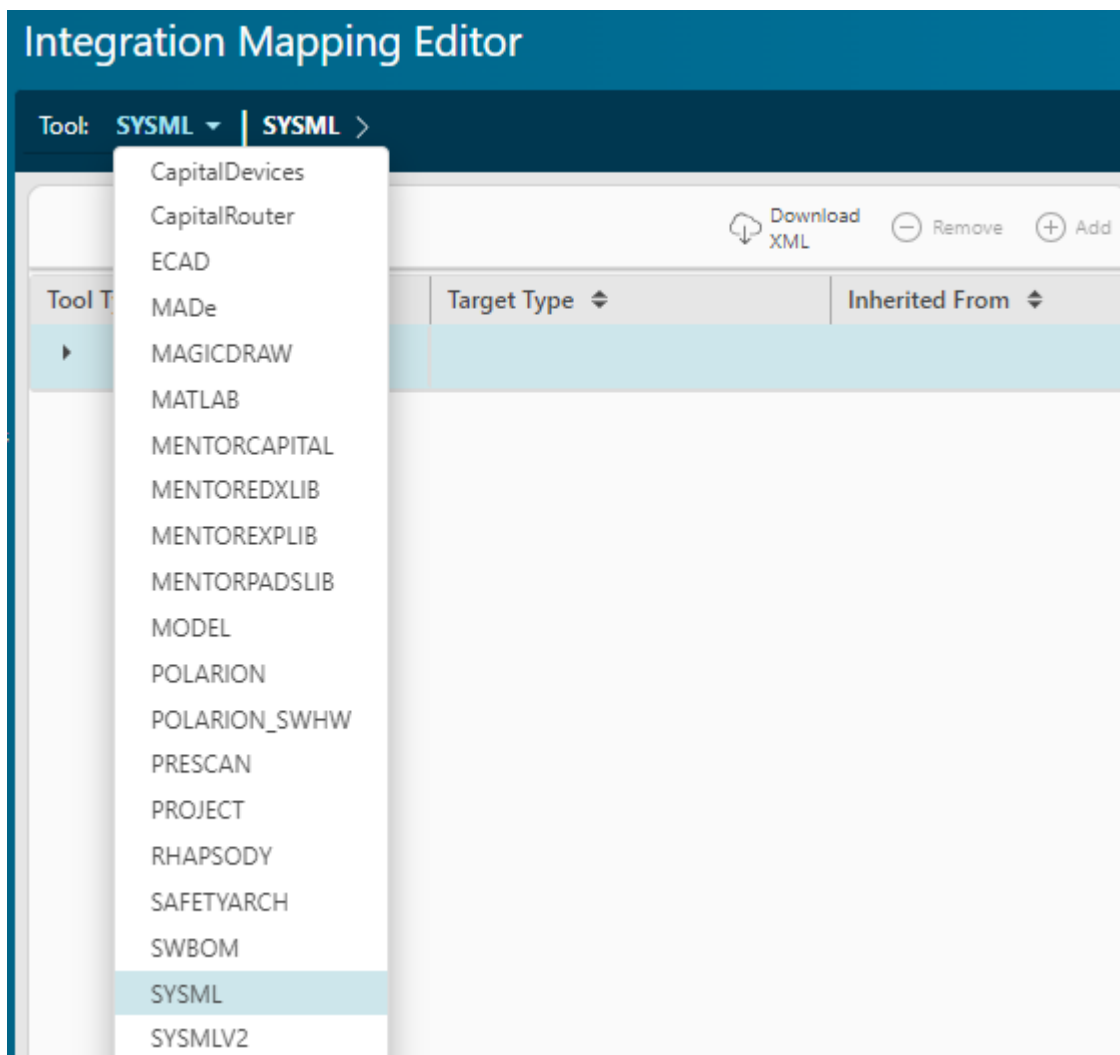 Integration Mapping Editor
Tool: SYSML SYSML
CapitalDevices
CapitalRouter
ECAD
MADe
MAGICDRAW
MATLAB
MENTORCAPITAL
MENTOREDXLIB
MENTOREXPLIB
MENTORPADSLIB
MODEL
POLARION
POLARION_SWHW
PRESCAN
PROJECT
RHAPSODY
SAFETYARCH
SWBOM
SYSML
SYSMLV2
Download XML Remove Add
Tool T Target Type Inherited From